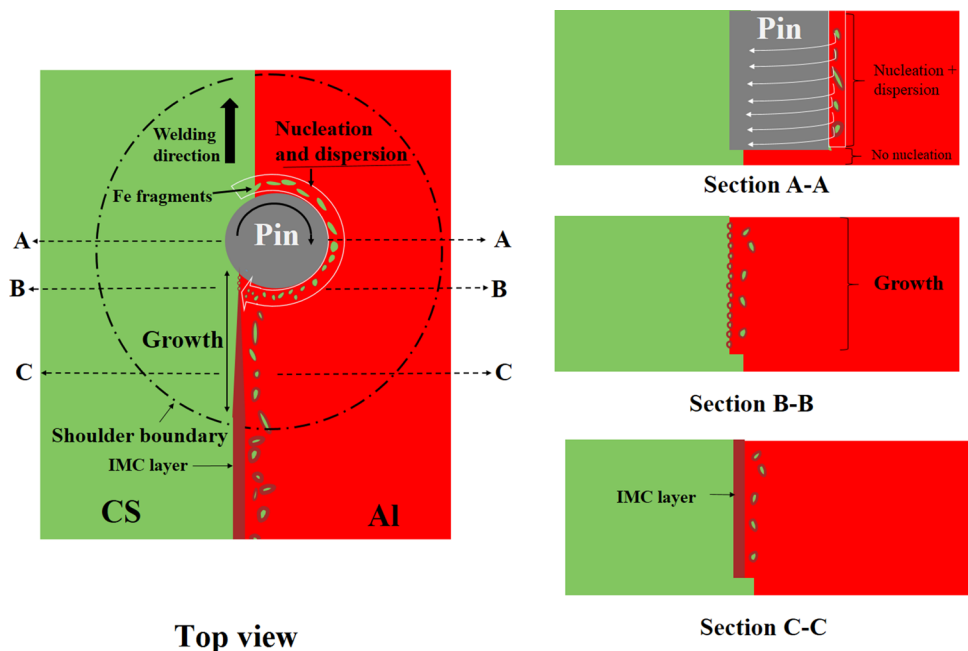 Welding
direction
Nucleation
and dispersion
Fe fragments
Pin
A
A
B
B
Growth
C
C
Shoulder boundary
IMC layer
CS
Al
Top view
Pin
Nucleation +
dispersion
No nucleation
Section A-A
Growth
Section B-B
IMC layer
Section C-C